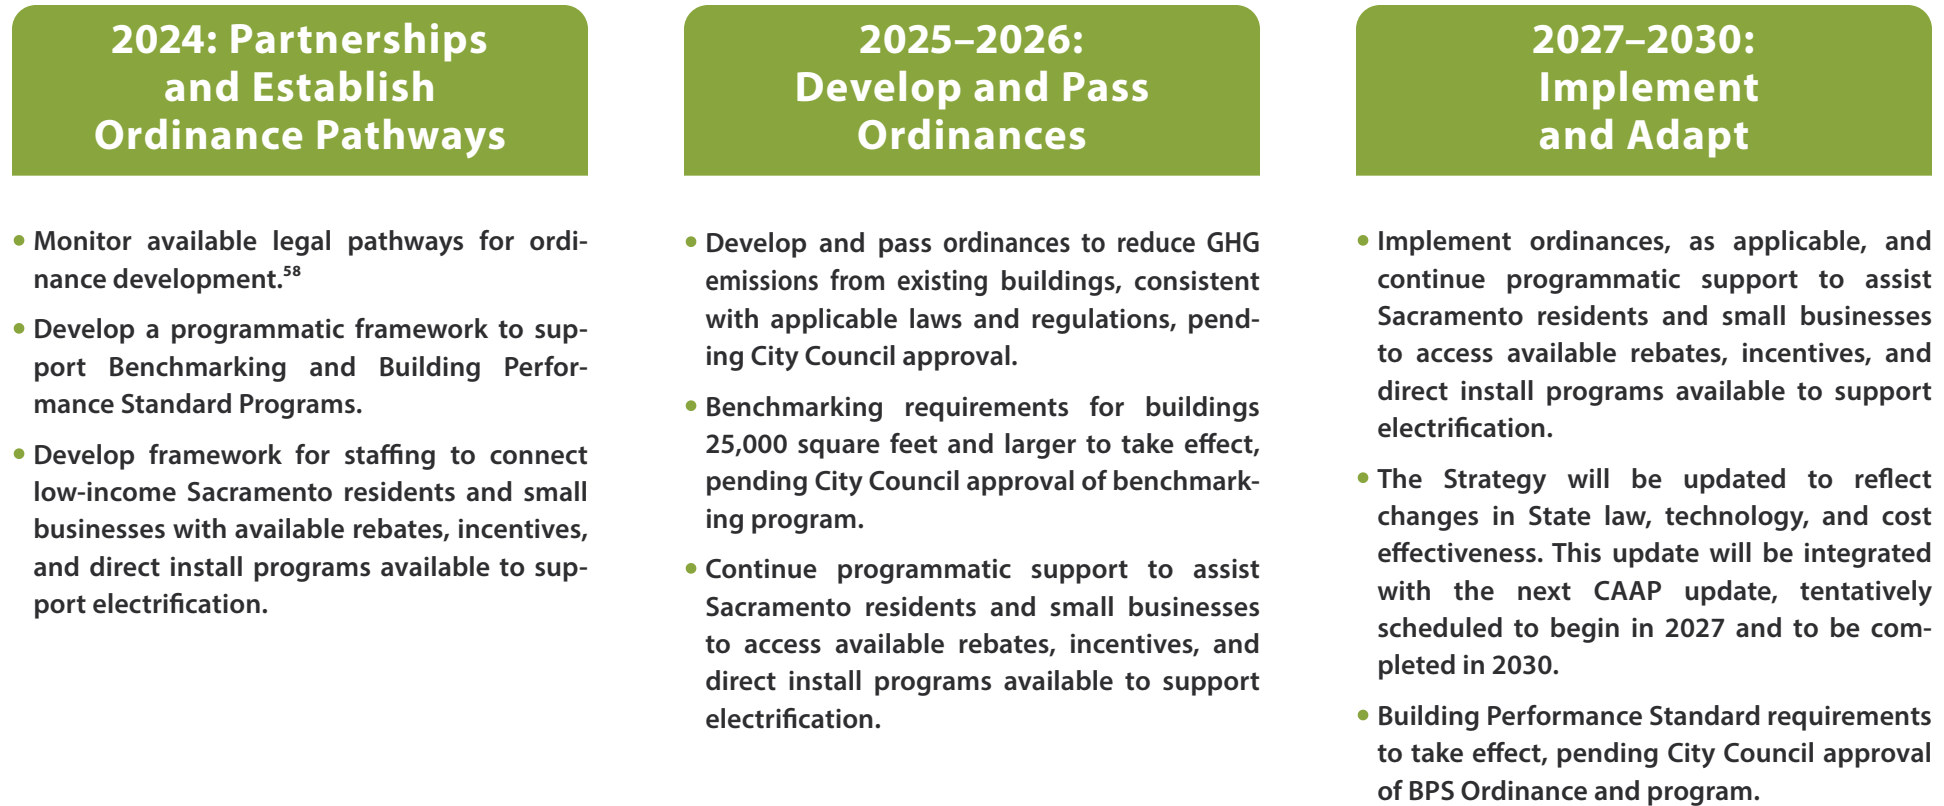 2024: Partnerships
and Establish
Ordinance Pathways
• Monitor available legal pathways for ordi-
nance development.58
• Develop a programmatic framework to sup-
port Benchmarking and Building Perfor-
mance Standard Programs.
• Develop framework for staffing to connect
low-income Sacramento residents and small
businesses with available rebates, incentives,
and direct install programs available to sup-
port electrification.
2025–2026:
Develop and Pass
Ordinances
• Develop and pass ordinances to reduce GHG
emissions from existing buildings, consistent
with applicable laws and regulations, pend-
ing City Council approval.
• Benchmarking requirements for buildings
25,000 square feet and larger to take effect,
pending City Council approval of benchmark-
ing program.
• Continue programmatic support to assist
Sacramento residents and small businesses
to access available rebates, incentives, and
direct install programs available to support
electrification.
2027–2030:
Implement
and Adapt
• Implement ordinances, as applicable, and
continue programmatic support to assist
Sacramento residents and small businesses
to access available rebates, incentives, and
direct install programs available to support
electrification.
• The Strategy will be updated to reflect
changes in State law, technology, and cost
effectiveness. This update will be integrated
with the next CAAP update, tentatively
scheduled to begin in 2027 and to be com-
pleted in 2030.
• Building Performance Standard requirements
to take effect, pending City Council approval
of BPS Ordinance and program.